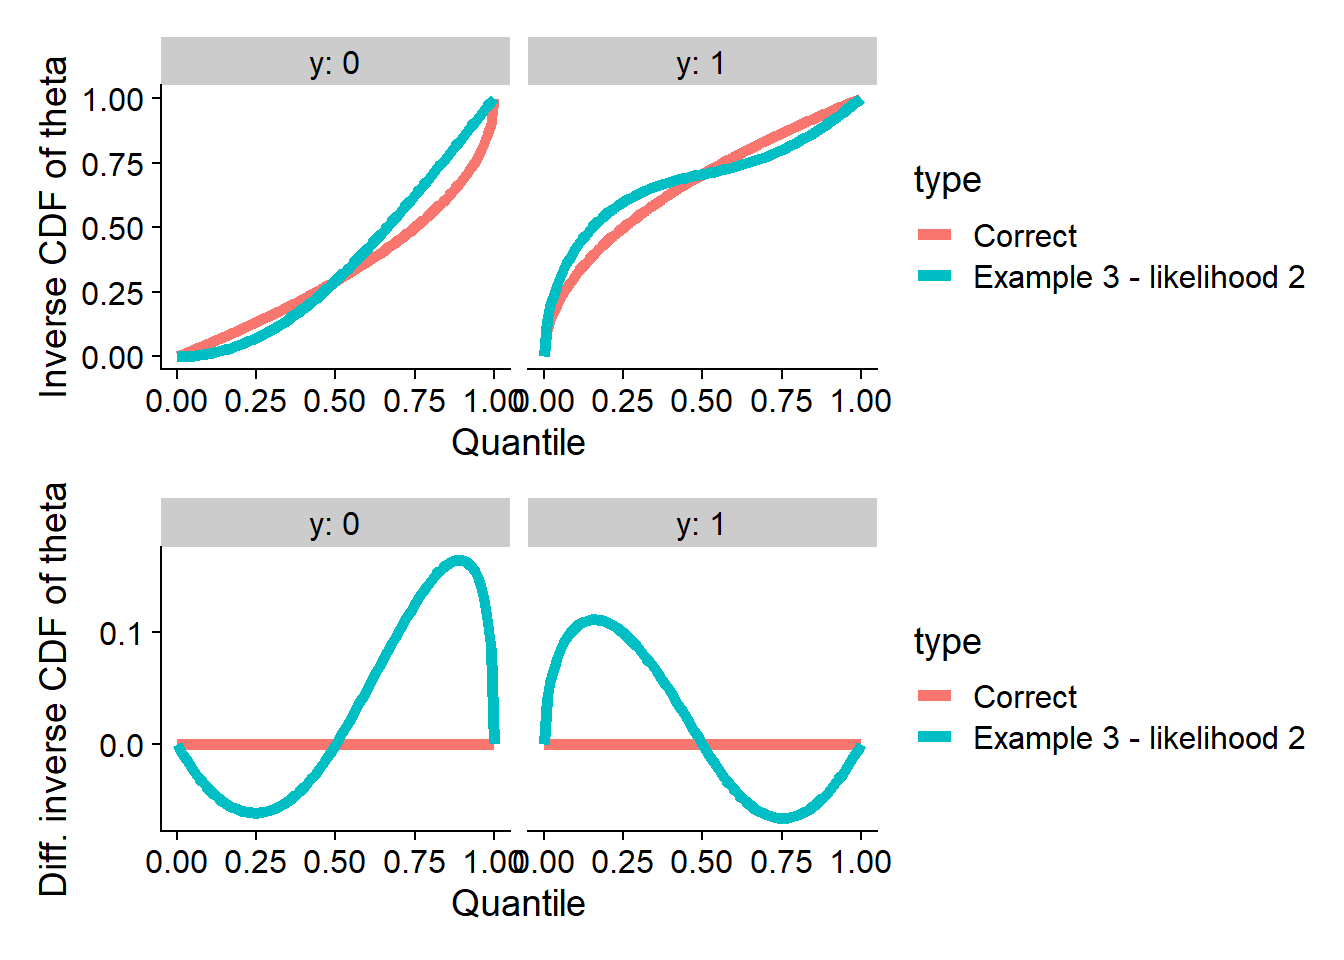 y: 0
y: 1
Inverse CDF of theta
1.00
0.75
0.50
0.25
0.00
0.00 0.25 0.50 0.75 1.00
0.00 0.25 0.50 0.75 1.00
Quantile
type
Correct
Example 3 - likelihood 2
y: 0
y: 1
Diff. inverse CDF of theta
0.1
0.0
0.00 0.25 0.50 0.75 1.00
0.00 0.25 0.50 0.75 1.00
Quantile
type
Correct
Example 3 - likelihood 2